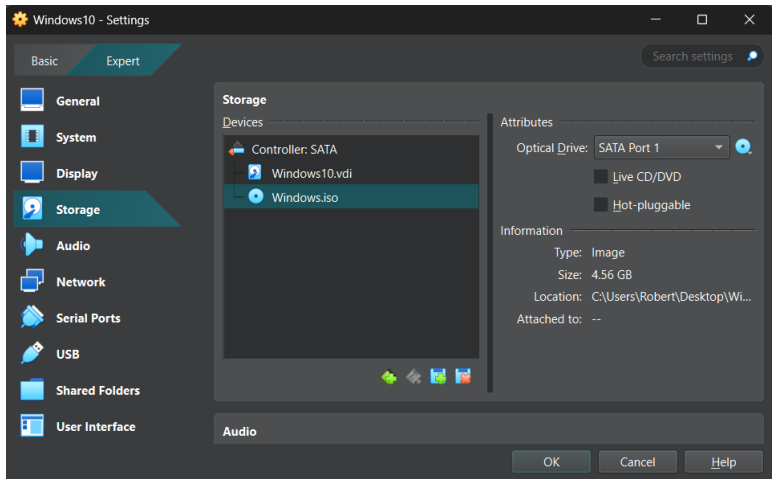 Windows10 - Settings
Basic
Expert
Search settings
General
System
Display
Storage
Audio
Network
Serial Ports
USB
Shared Folders
User Interface
Storage
Devices
Controller: SATA
Windows10.vdi
Windows.iso
Attributes
Optical Drive: SATA Port 1
Live CD/DVD
Hot-pluggable
Information
Type: Image
Size: 4.56 GB
Location: C:\Users\Robert\Desktop\Wi...
Attached to: --
Audio
OK
Cancel
Help